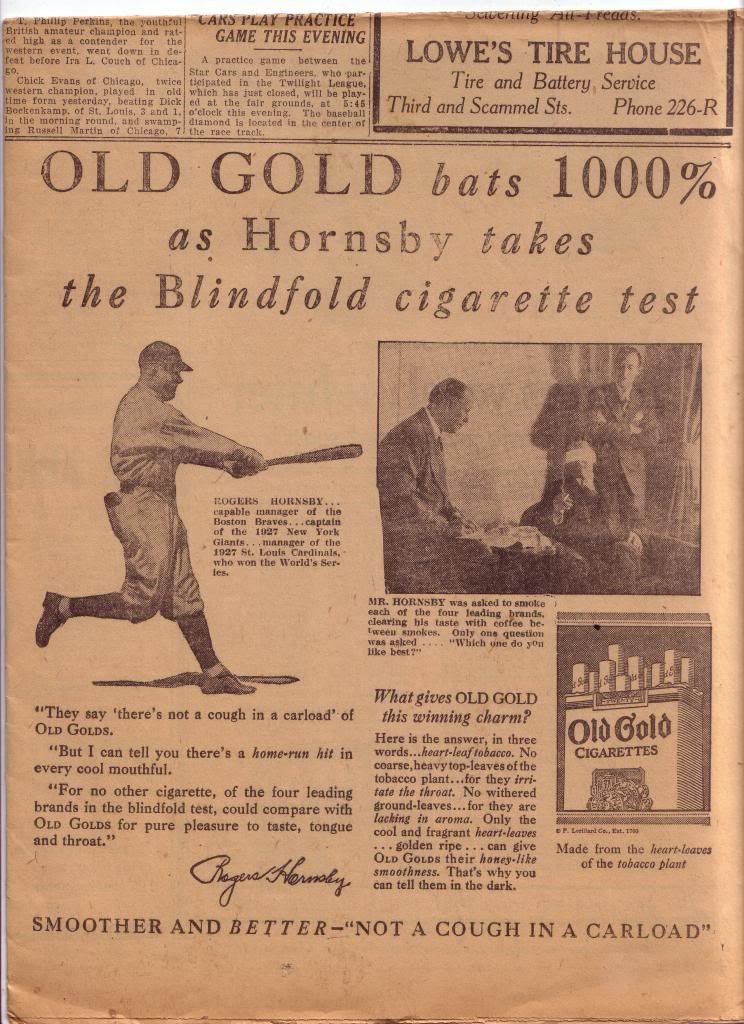 T. Phillip Perkins, the youthful
British amateur champion and rat-
ed high as a contender for the
western event, went down in de-
feat before Ira L. Couch of Chica-
go.
Chick Evans of Chicago, twice
western champion, played in old
time form yesterday, beating Dick
Bockenkamp, of St. Louis, 3 and 1,
in the morning round, and swamp-
ing Russell Martin of Chicago, 7
CARS PLAY PRACTICE
GAME THIS EVENING
A practice game between the
Star Cars and Engineers, who par-
ticipated in the Twilight League,
which has just closed, will be play-
ed at the fair grounds, at 5:45
o'clock this evening. The baseball
diamond is located in the center of
the race track.
All-Treads.
LOWE'S TIRE HOUSE
Tire and Battery Service
Third and Scammel Sts. Phone 226-R
OLD GOLD bats 1000%
as Hornsby takes
the Blindfold cigarette test
ROGERS HORNSBY...
capable manager of the
Boston Braves...captain
of the 1927 New York
Giants...manager of the
1927 St. Louis Cardinals,
who won the World's Ser-
ies.
MR. HORNSBY was asked to smoke
each of the four leading brands,
clearing his taste with coffee be-
tween smokes. Only one question
was asked .... "Which one do you
like best?"
"They say 'there's not a cough in a carload' of
OLD GOLDS.
"But I can tell you there's a home-run hit in
every cool mouthful.
"For no other cigarette, of the four leading
brands in the blindfold test, could compare with
OLD GOLDS for pure pleasure to taste, tongue
and throat."
Rogers Hornsby
What gives OLD GOLD
this winning charm?
Here is the answer, in three
words...heart-leaf tobacco. No
coarse, heavy top-leaves of the
tobacco plant...for they irri-
tate the throat. No withered
ground-leaves...for they are
lacking in aroma. Only the
cool and fragrant heart-leaves
...golden ripe...can give
OLD GOLDS their honey-like
smoothness. That's why you
can tell them in the dark.
Old Gold
CIGARETTES
© P. Lorillard Co., Est. 1760
Made from the heart-leaves
of the tobacco plant
SMOOTHER AND BETTER—"NOT A COUGH IN A CARLOAD"